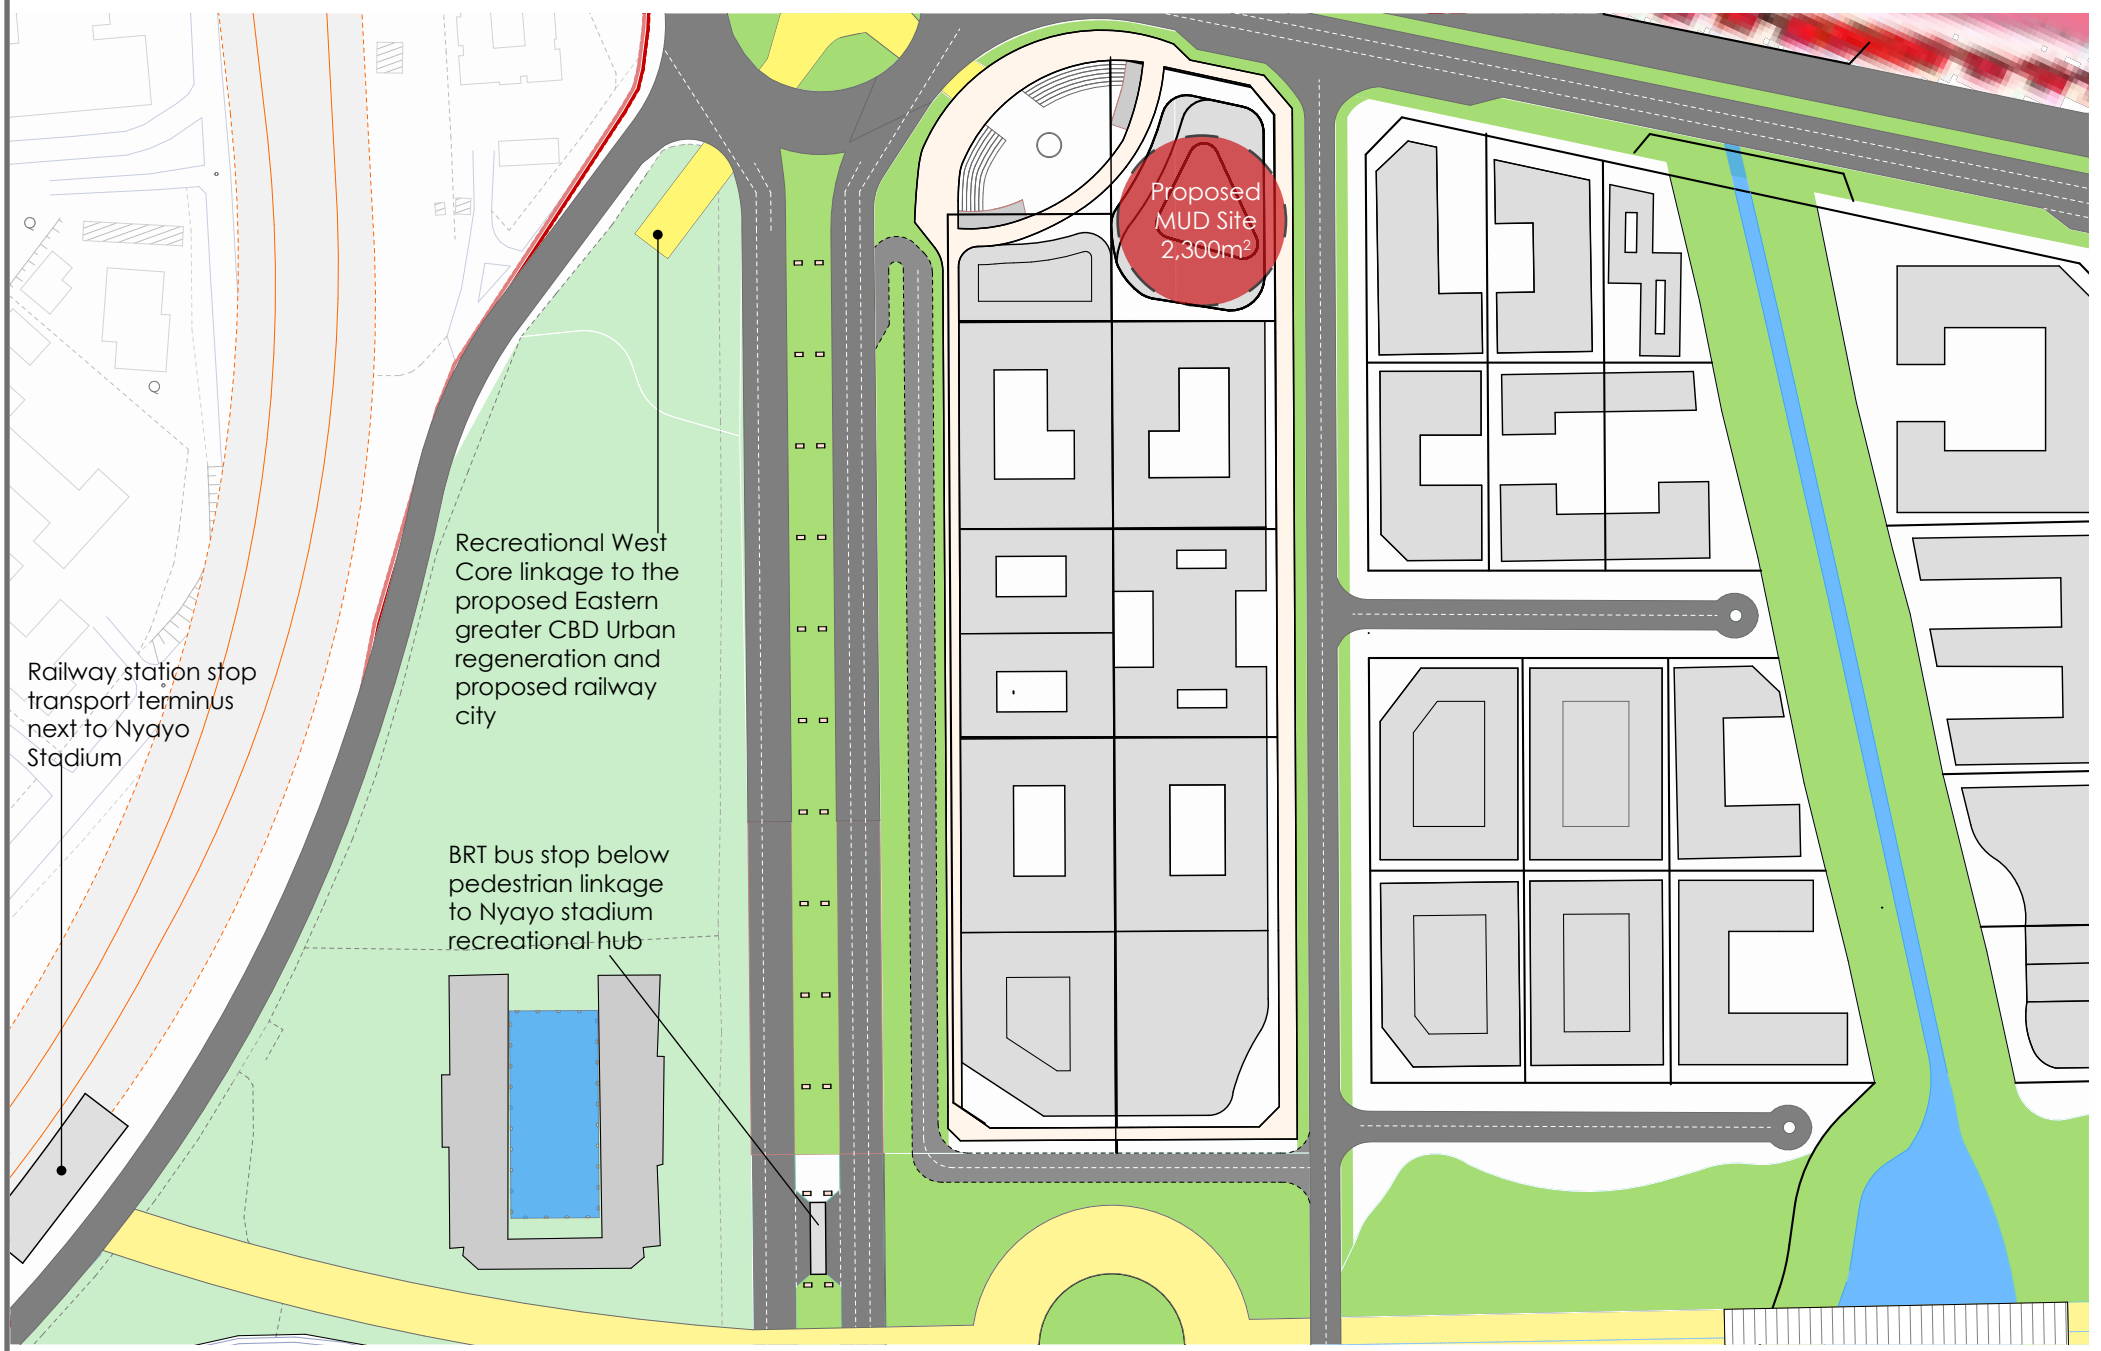 Proposed
MUD Site
2,300m²
Recreational West
Core linkage to the
proposed Eastern
greater CBD Urban
regeneration and
proposed railway
city
Railway station stop
transport terminus
next to Nyayo
Stadium
BRT bus stop below
pedestrian linkage
to Nyayo stadium
recreational hub